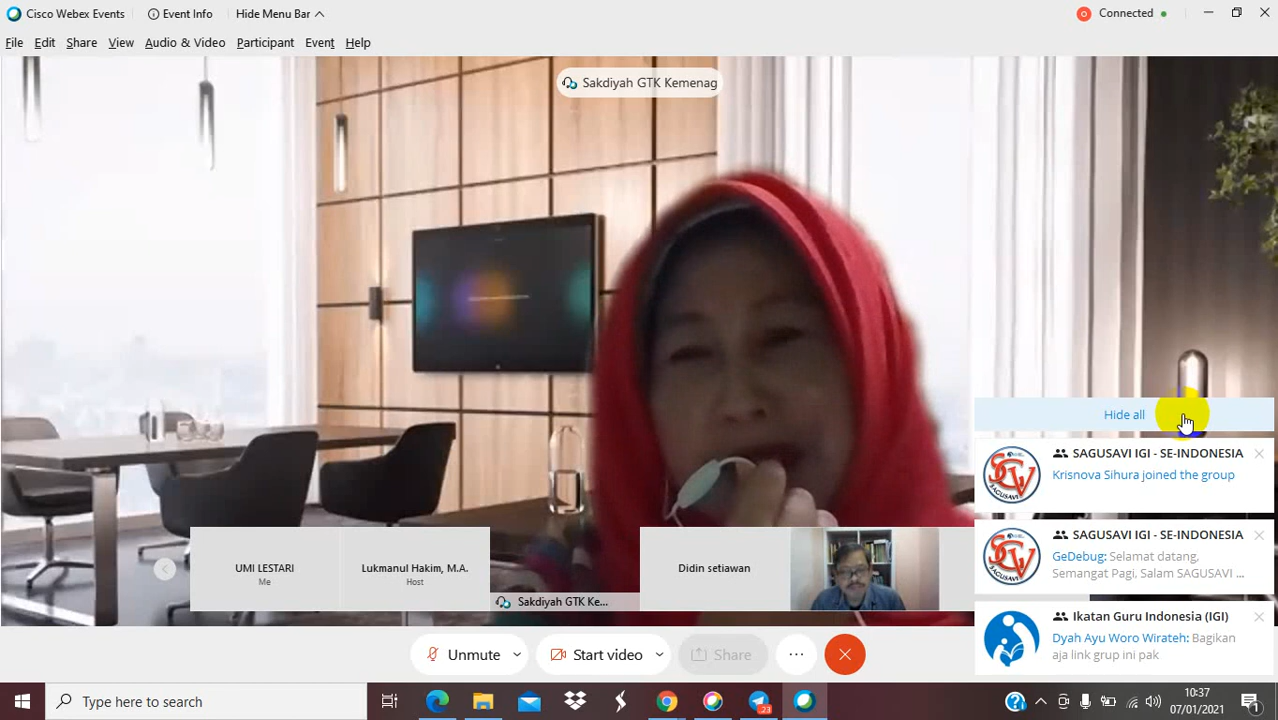 Cisco Webex Events
Event Info
Hide Menu Bar
Connected
File Edit Share View Audio & Video Participant Event Help
Sakdiyah GTK Kemenag
Hide all
SAGUSAVI IGI - SE-INDONESIA
Krisnova Sihura joined the group
SAGUSAVI IGI - SE-INDONESIA
GeDebug: Selamat datang,
Semangat Pagi, Salam SAGUSAVI ...
Ikatan Guru Indonesia (IGI)
Dyah Ayu Woro Wirateh: Bagikan
aja link grup ini pak
UMI LESTARI
Me
Lukmanul Hakim, M.A.
Host
Sakdiyah GTK Ke...
Didin setiawan
Unmute
Start video
Share
Type here to search
23
10:37
07/01/2021
1